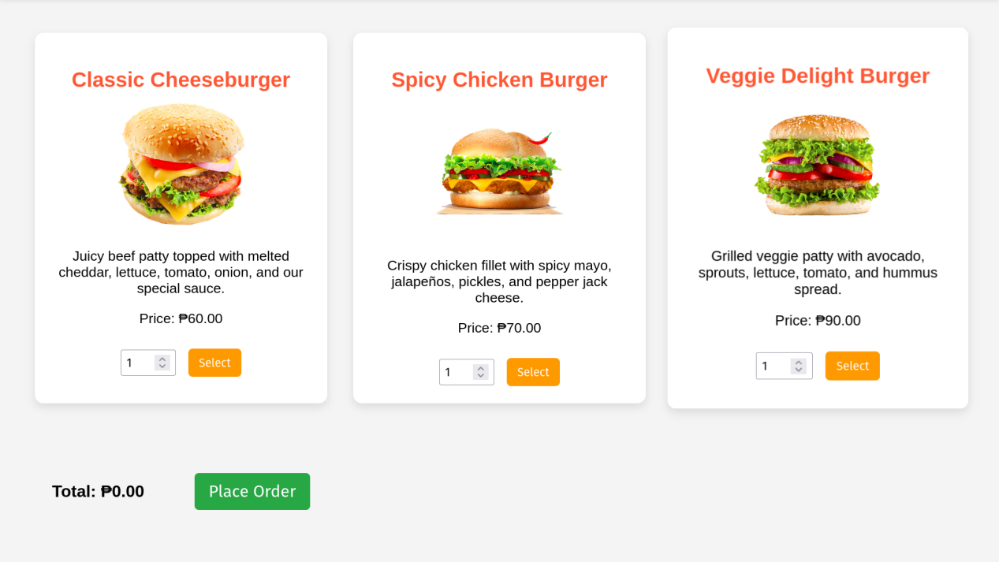 Classic Cheeseburger
Juicy beef patty topped with melted
cheddar, lettuce, tomato, onion, and our
special sauce.
Price: ₱60.00
1
Select
Spicy Chicken Burger
Crispy chicken fillet with spicy mayo,
jalapeños, pickles, and pepper jack
cheese.
Price: ₱70.00
1
Select
Veggie Delight Burger
Grilled veggie patty with avocado,
sprouts, lettuce, tomato, and hummus
spread.
Price: ₱90.00
1
Select
Total: ₱0.00
Place Order